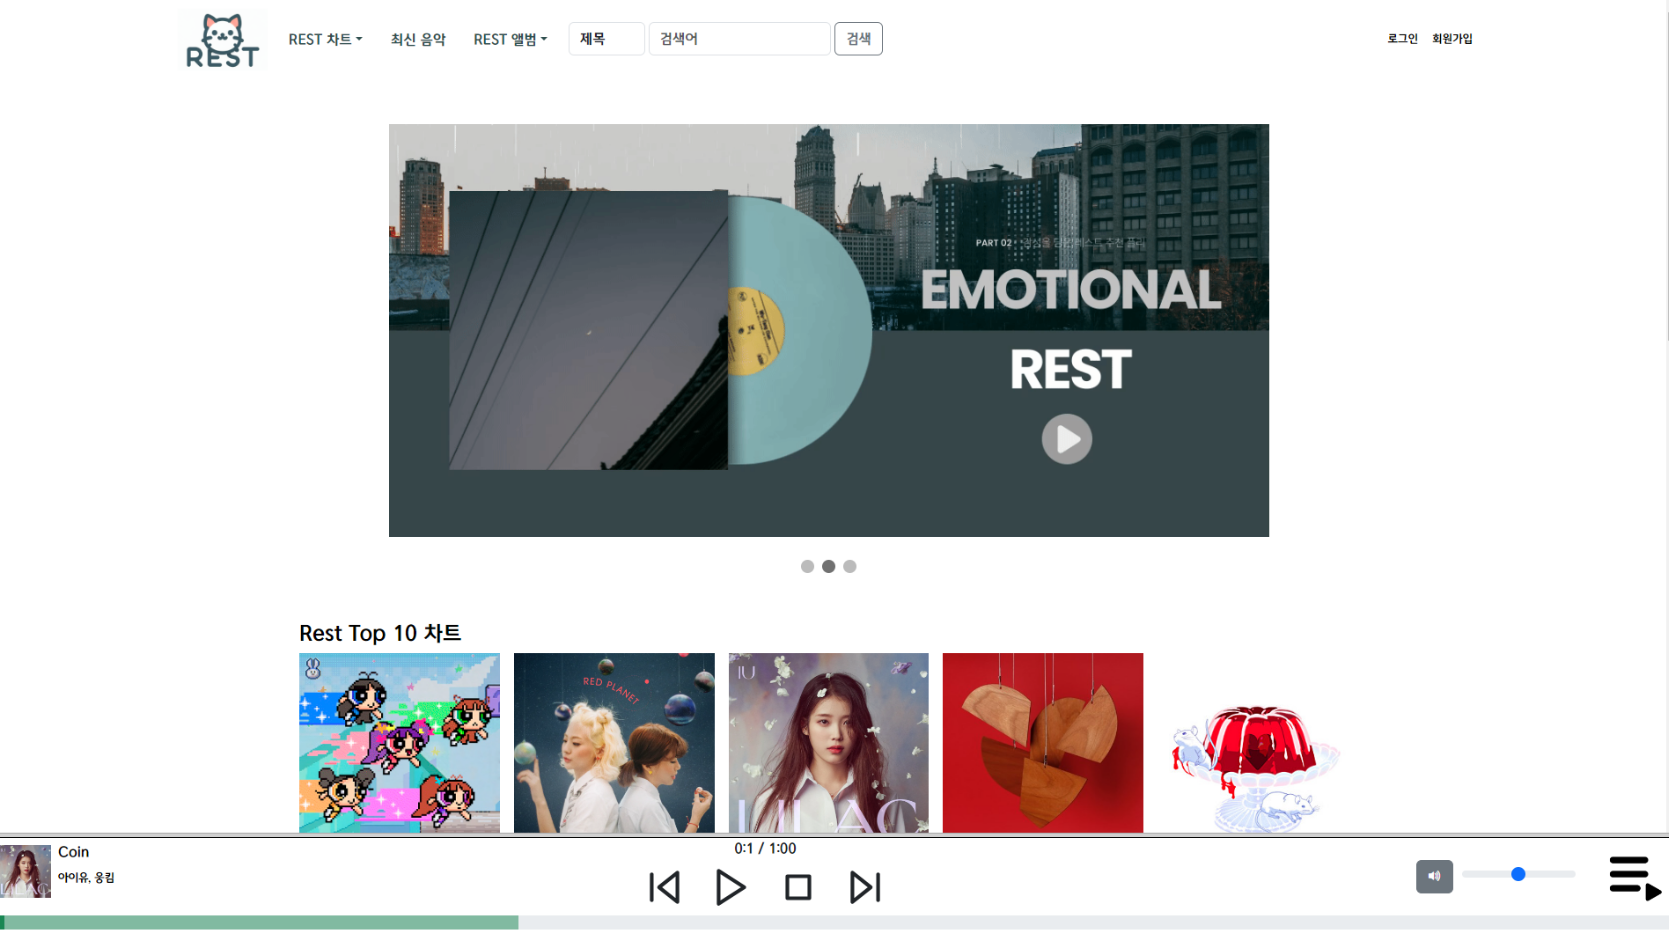 REST
REST 차트
최신 음악
REST 앨범
제목
검색어
검색
로그인
회원가입
PART 02
EMOTIONAL
REST
Rest Top 10 차트
RED PLANET
IU
LILAC
Coin
아이유, 웅킴
0:1 / 1:00